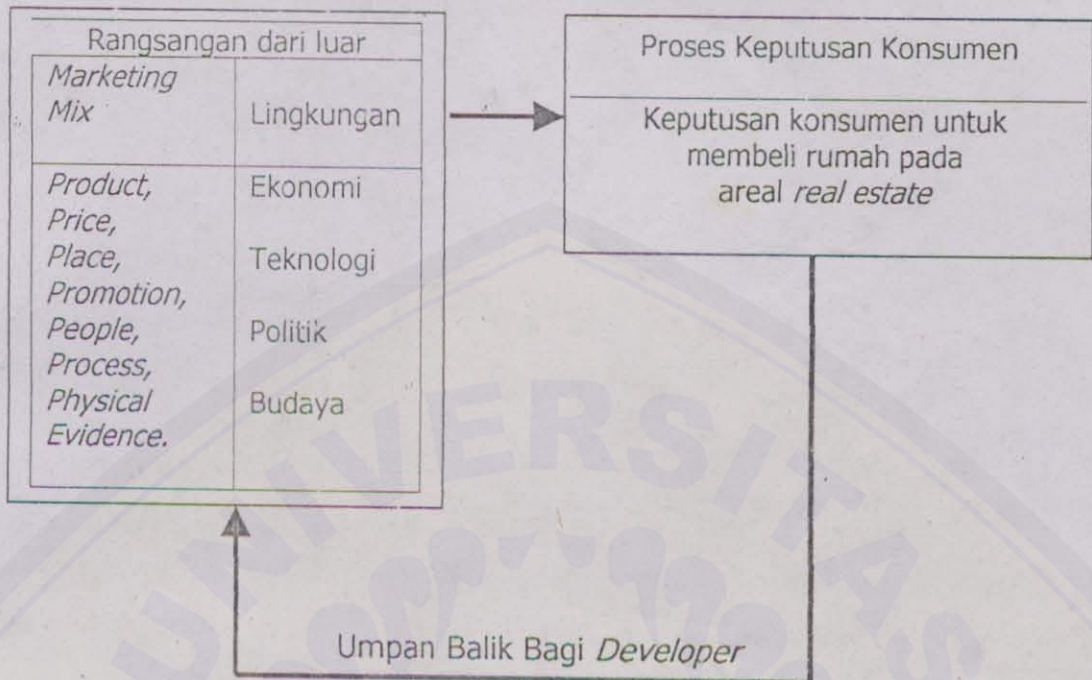 Rangsangan dari luar
Marketing
Mix
Lingkungan
Product,
Price,
Place,
Promotion,
People,
Process,
Physical
Evidence.
Ekonomi
Teknologi
Politik
Budaya
Proses Keputusan Konsumen
Keputusan konsumen untuk
membeli rumah pada
areal real estate
Umpan Balik Bagi Developer
UNIVERSITAS